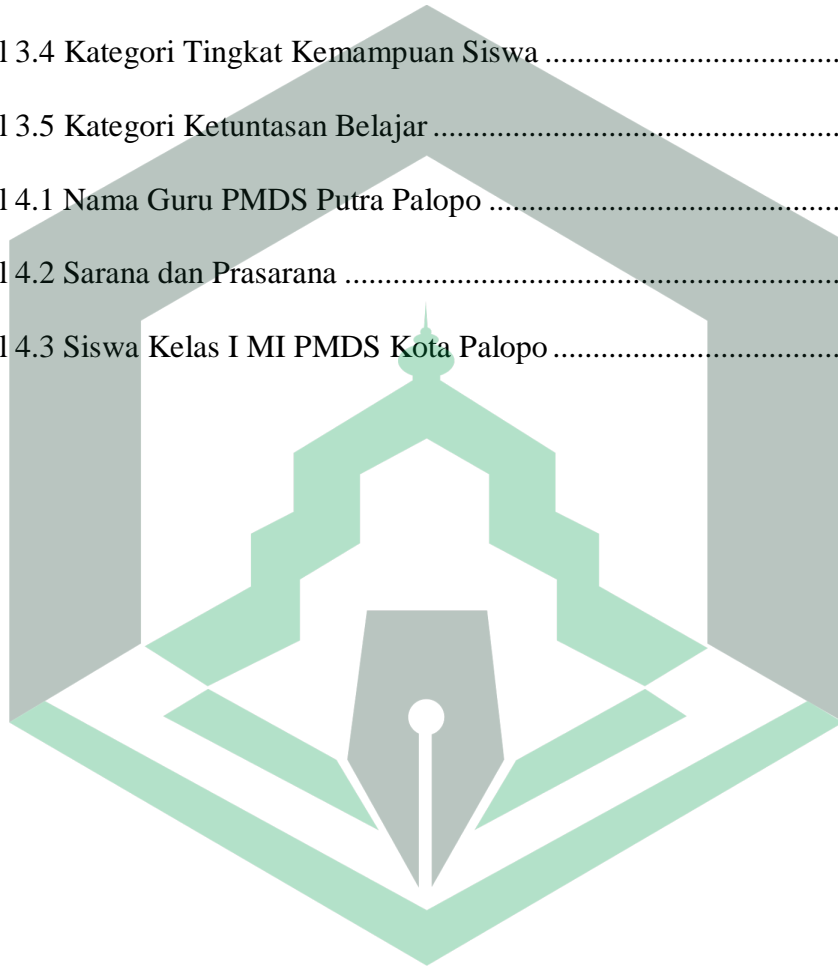 l 3.4 Kategori Tingkat Kemampuan Siswa ....................................
l 3.5 Kategori Ketuntasan Belajar ..................................................
l 4.1 Nama Guru PMDS Putra Palopo ...........................................
l 4.2 Sarana dan Prasarana .............................................................
l 4.3 Siswa Kelas I MI PMDS Kota Palopo ...................................